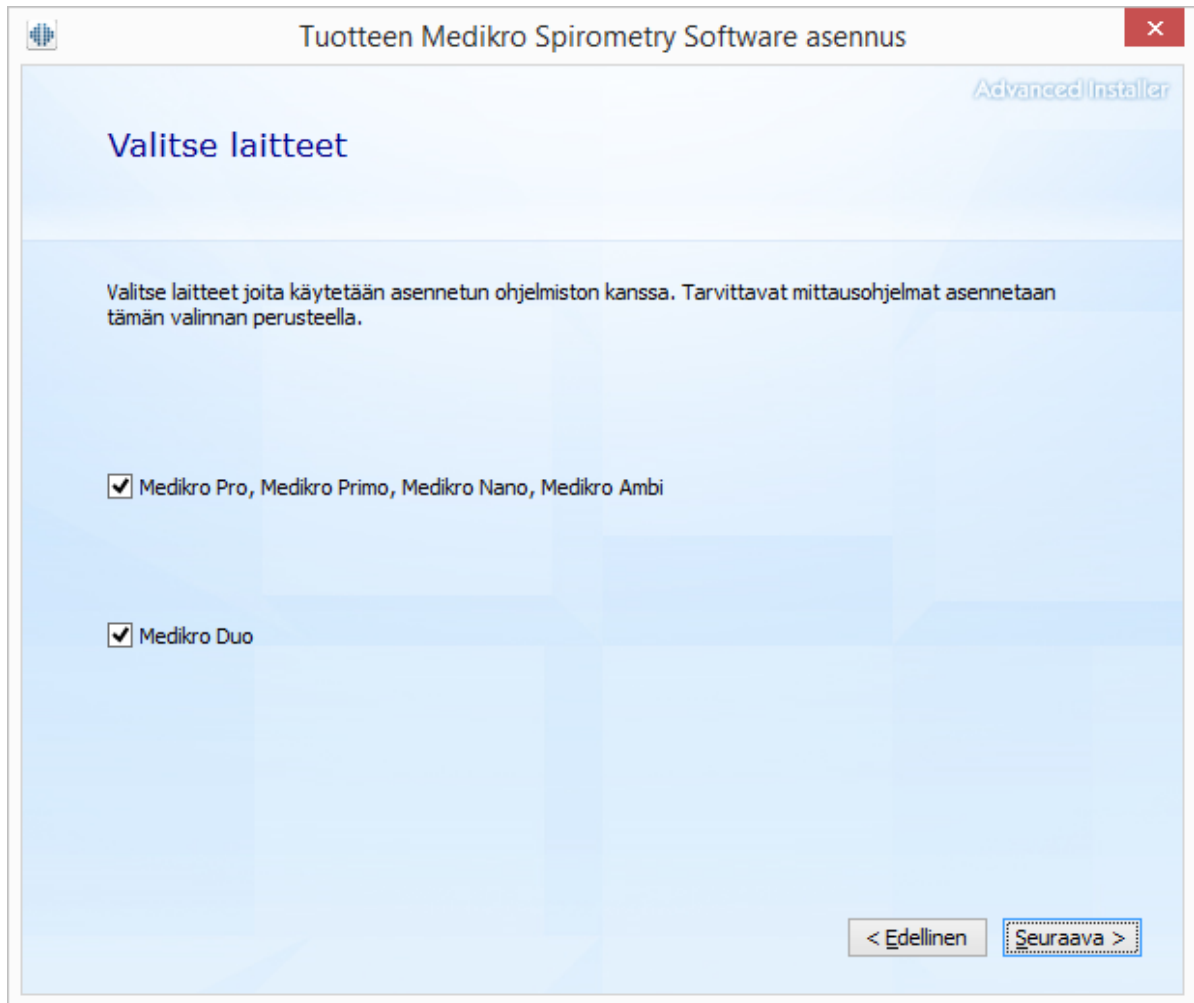 Tuotteen Medikro Spirometry Software asennus
Advanced Installer
Valitse laitteet
Valitse laitteet joita käytetään asennetun ohjelmiston kanssa. Tarvittavat mittausohjelmat asennetaan
tämän valinnan perusteella.
Medikro Pro, Medikro Primo, Medikro Nano, Medikro Ambi
Medikro Duo
< Edellinen
Seuraava >